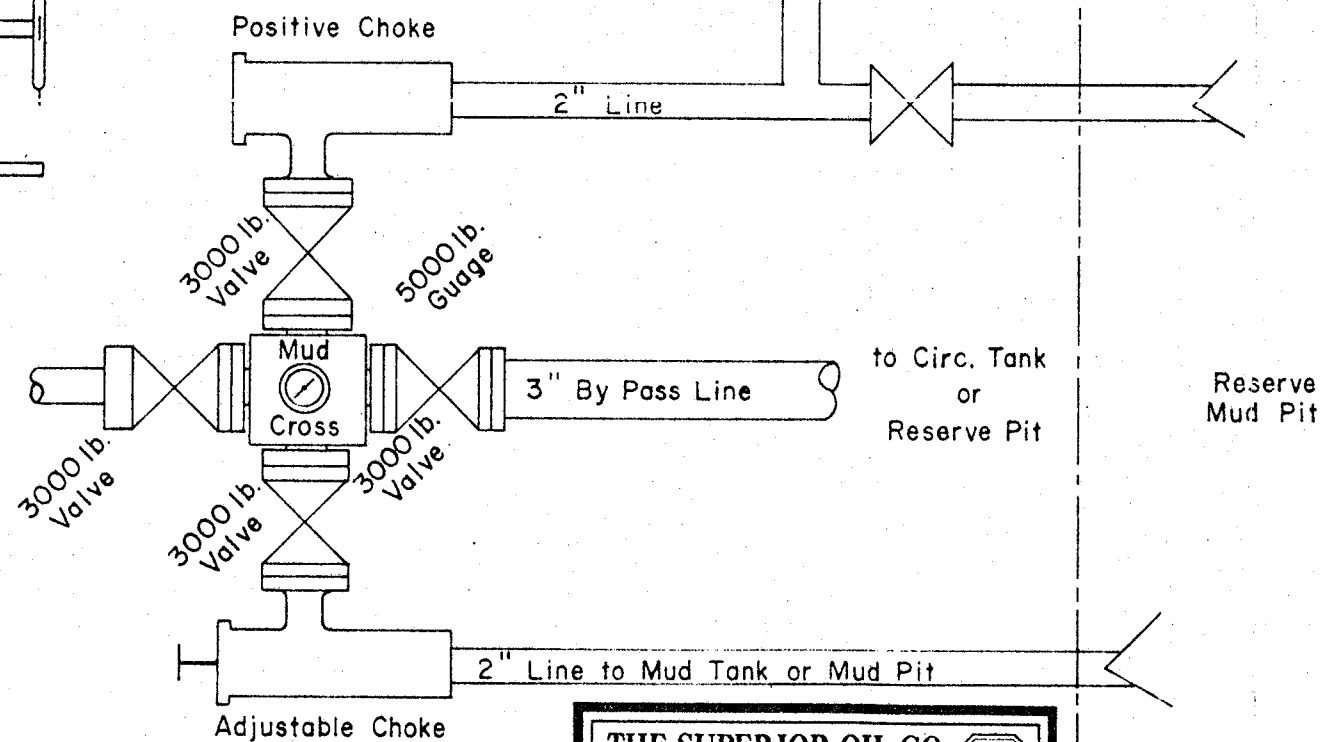 Positive Choke
2" Line
3000 lb.
Valve
5000 lb.
Guage
Mud
Cross
3" By Pass Line
to Circ. Tank
or
Reserve Pit
Reserve
Mud Pit
3000 lb.
Valve
3000 lb.
Valve
3000 lb.
Valve
2" Line to Mud Tank or Mud Pit
Adjustable Choke
THE SUPERIOR OIL CO.